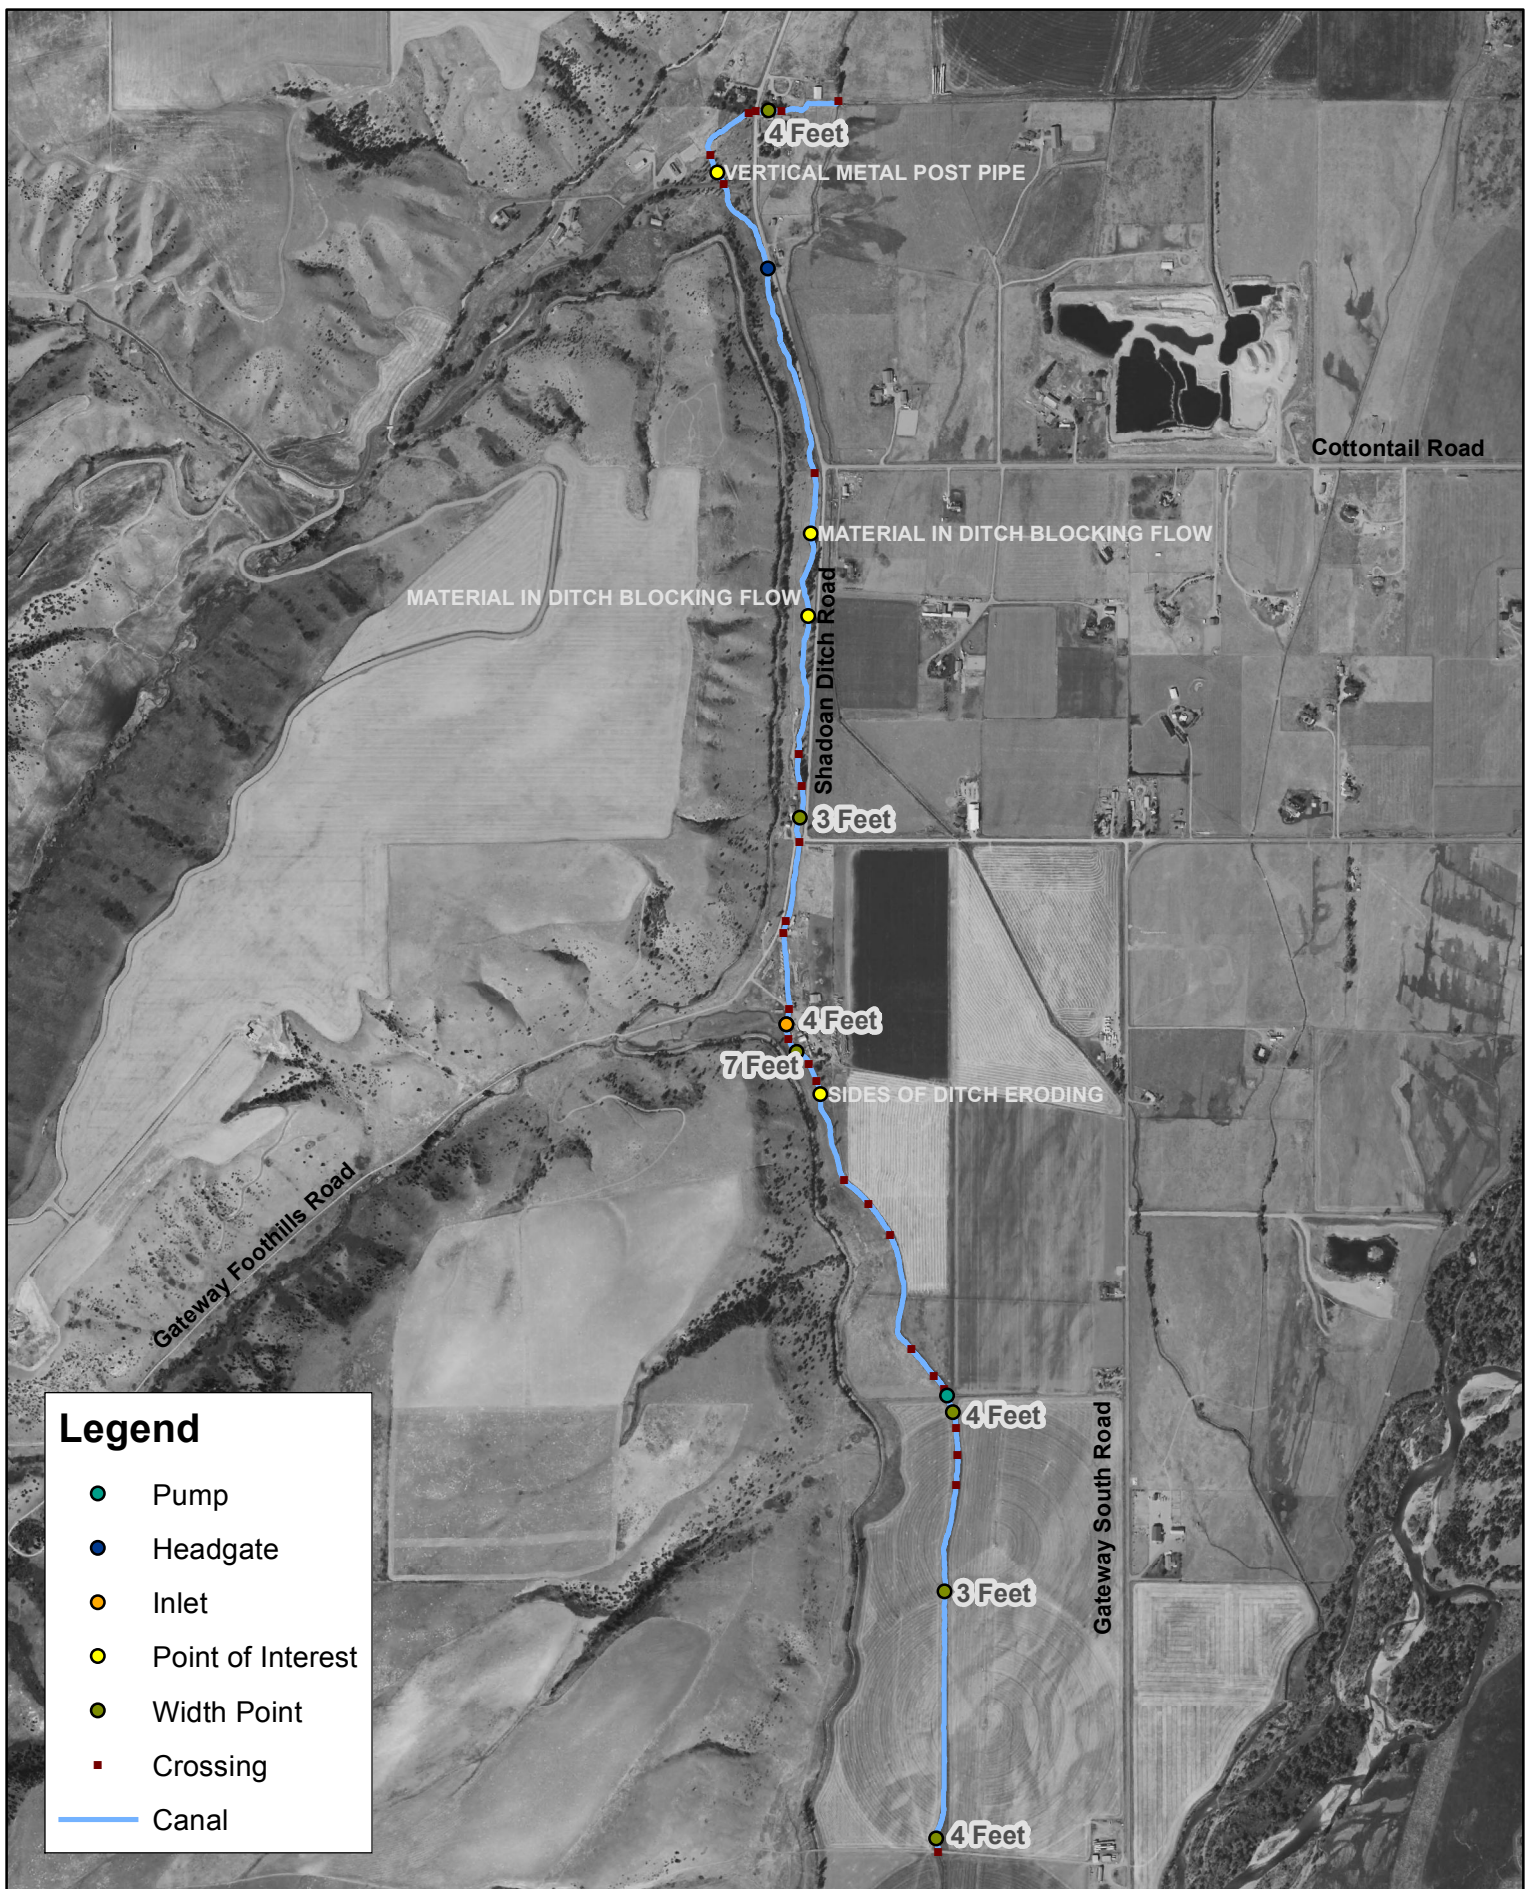 4 Feet
VERTICAL METAL POST PIPE
Cottontail Road
MATERIAL IN DITCH BLOCKING FLOW
MATERIAL IN DITCH BLOCKING FLOW
Shadoan Ditch Road
3 Feet
4 Feet
7 Feet
SIDES OF DITCH ERODING
Gateway Foothills Road
4 Feet
Gateway South Road
3 Feet
4 Feet
Legend
Pump
Headgate
Inlet
Point of Interest
Width Point
Crossing
Canal